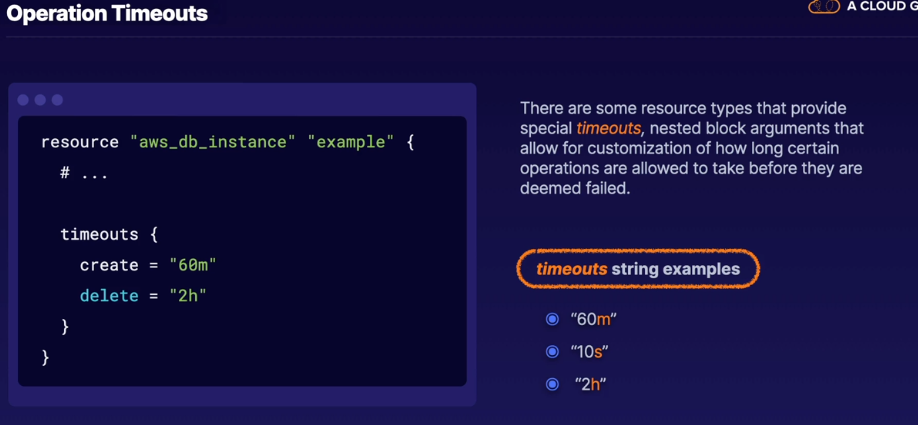 Operation Timeouts
A CLOUD G
resource "aws_db_instance" "example" {
# ...
timeouts {
create = "60m"
delete = "2h"
}
}
There are some resource types that provide
special timeouts, nested block arguments that
allow for customization of how long certain
operations are allowed to take before they are
deemed failed.
timeouts string examples
“60m“
“10s”
“2h“